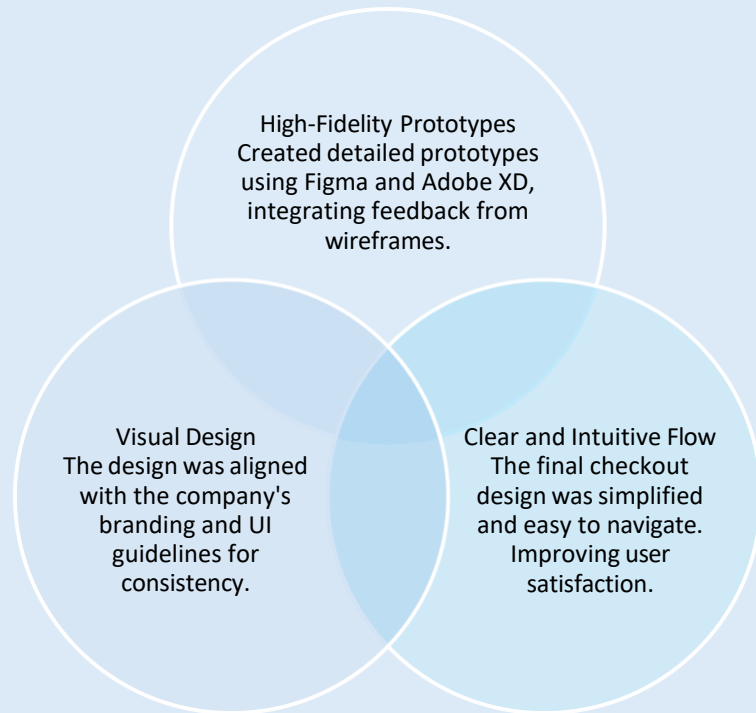 High-Fidelity Prototypes
Created detailed prototypes
using Figma and Adobe XD,
integrating feedback from
wireframes.
Visual Design
The design was aligned
with the company's
branding and UI
guidelines for
consistency.
Clear and Intuitive Flow
The final checkout
design was simplified
and easy to navigate.
Improving user
satisfaction.